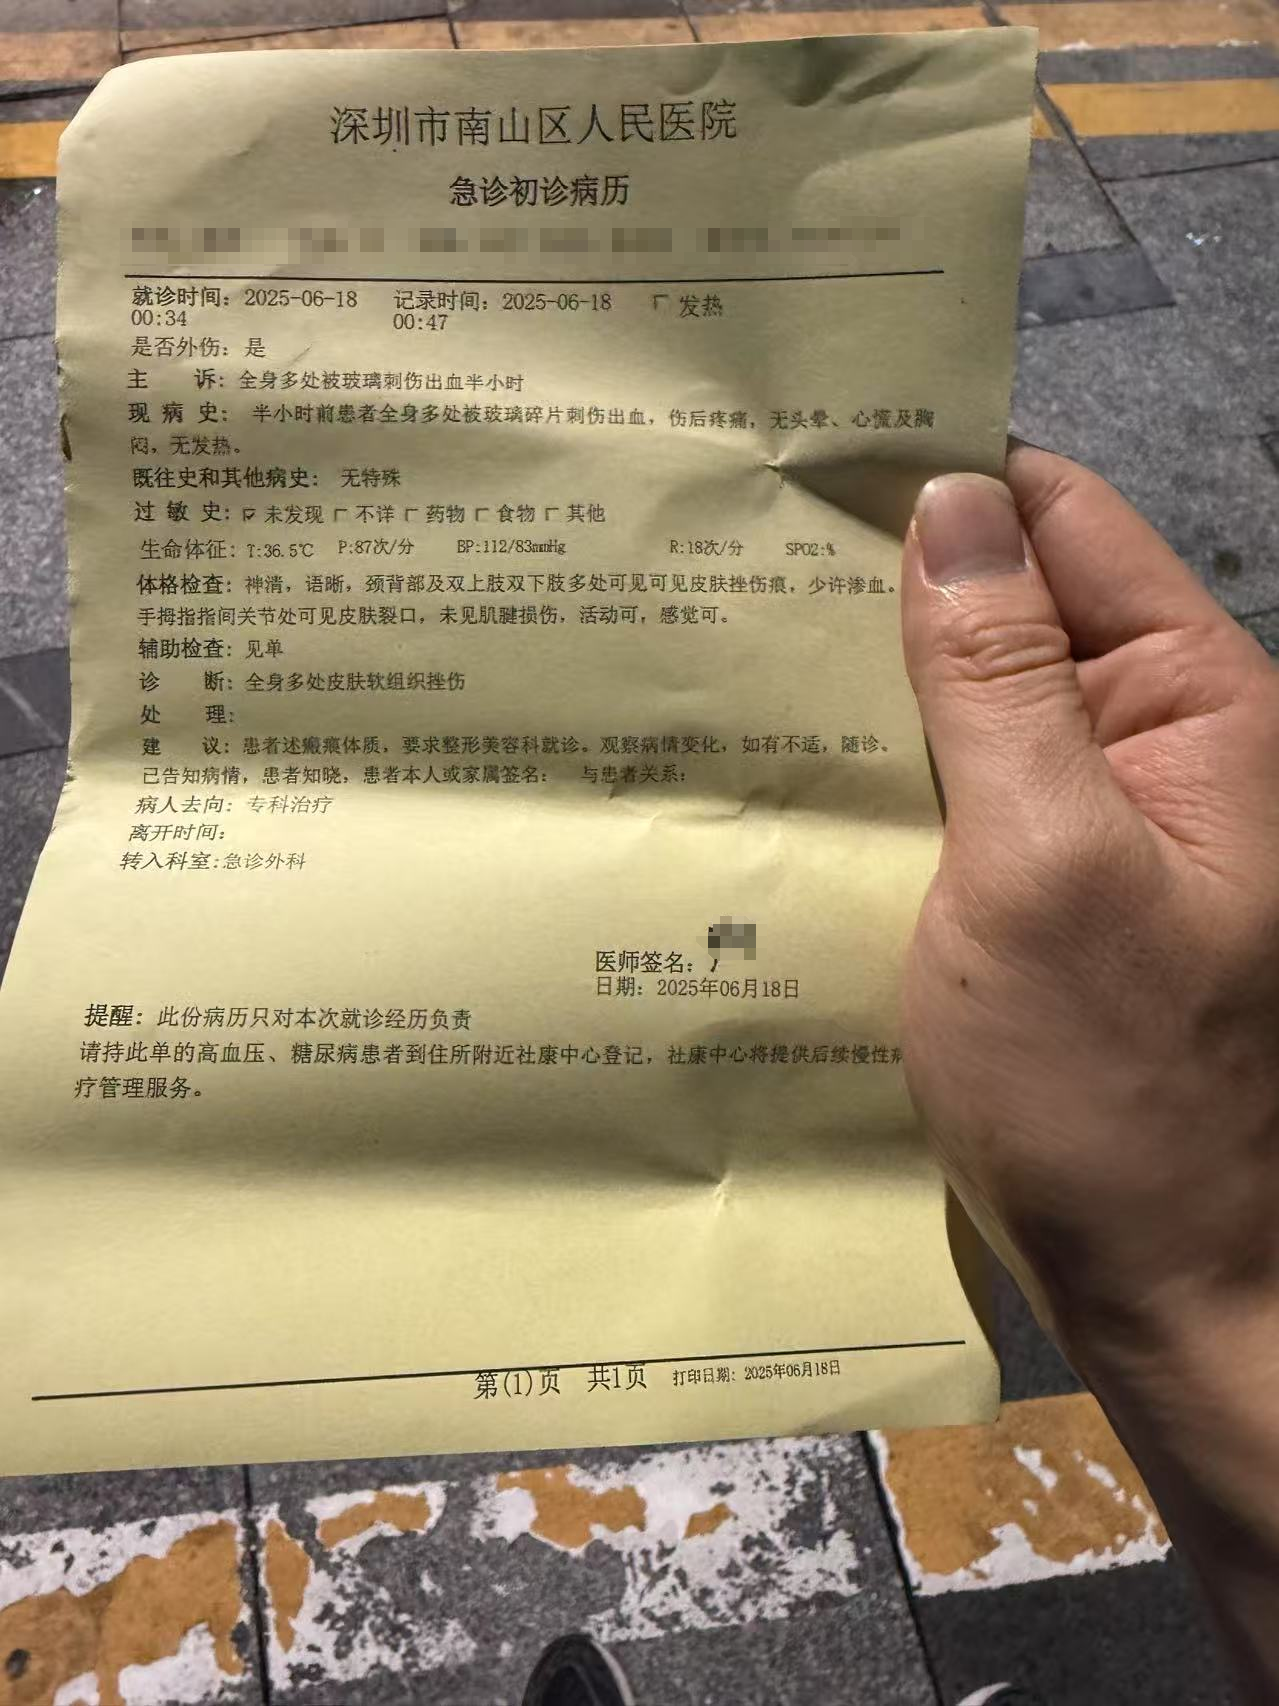 深圳市南山区人民医院
急诊初诊病历
就诊时间：2025-06-18 记录时间：2025-06-18 发热
00:34 00:47
是否外伤：是
主 诉：全身多处被玻璃刺伤出血半小时
现 病 史： 半小时前患者全身多处被玻璃碎片刺伤出血，伤后疼痛，无头晕、心慌及胸
闷，无发热。
既往史和其他病史： 无特殊
过 敏 史：☑ 未发现 不详 药物 食物 其他
生命体征：T:36.5℃ P:87次/分 BP:112/83mmHg R:18次/分 SPO2:%
体格检查：神清，语晰，颈背部及双上肢双下肢多处可见可见皮肤挫伤痕，少许渗血。
手拇指指间关节处可见皮肤裂口，未见肌腱损伤，活动可，感觉可。
辅助检查：见单
诊 断：全身多处皮肤软组织挫伤
处 理：
建 议：患者述瘢痕体质，要求整形美容科就诊。观察病情变化，如有不适，随诊。
已告知病情，患者知晓，患者本人或家属签名： 与患者关系：
病人去向：专科治疗
离开时间：
转入科室:急诊外科
医师签名：
日期：2025年06月18日
提醒：此份病历只对本次就诊经历负责
请持此单的高血压、糖尿病患者到住所附近社康中心登记，社康中心将提供后续慢性病
疗管理服务。
第(1)页 共1页 打印日期：2025年06月18日